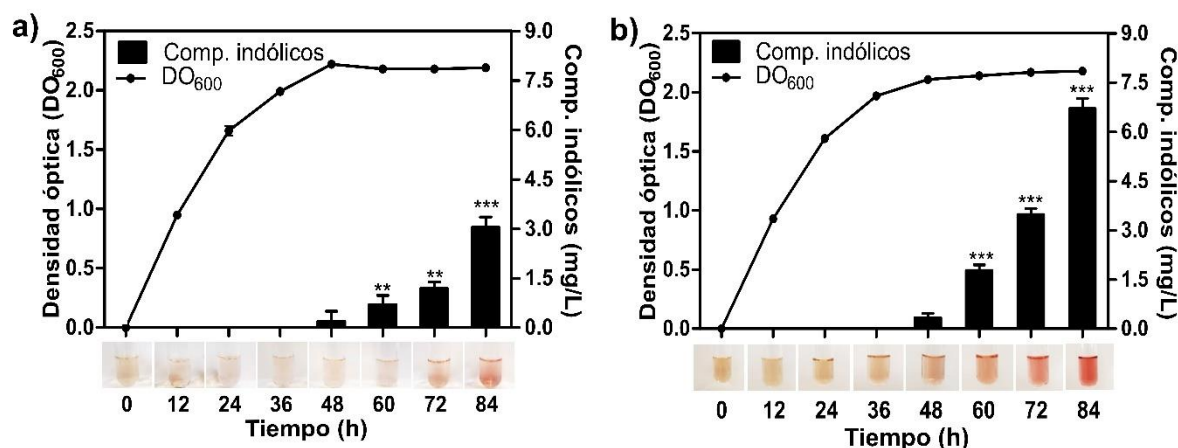 a)
Densidad óptica (DO600)
2.5
2.0
1.5
1.0
0.5
0.0
Comp. indólicos
DO600
**
**
***
9.0
7.5
6.0
4.5
3.0
1.5
0.0
Comp. indólicos (mg/L)
0 12 24 36 48 60 72 84
Tiempo (h)
b)
Densidad óptica (DO600)
2.5
2.0
1.5
1.0
0.5
0.0
Comp. indólicos
DO600
***
***
***
9.0
7.5
6.0
4.5
3.0
1.5
0.0
Comp. indólicos (mg/L)
0 12 24 36 48 60 72 84
Tiempo (h)